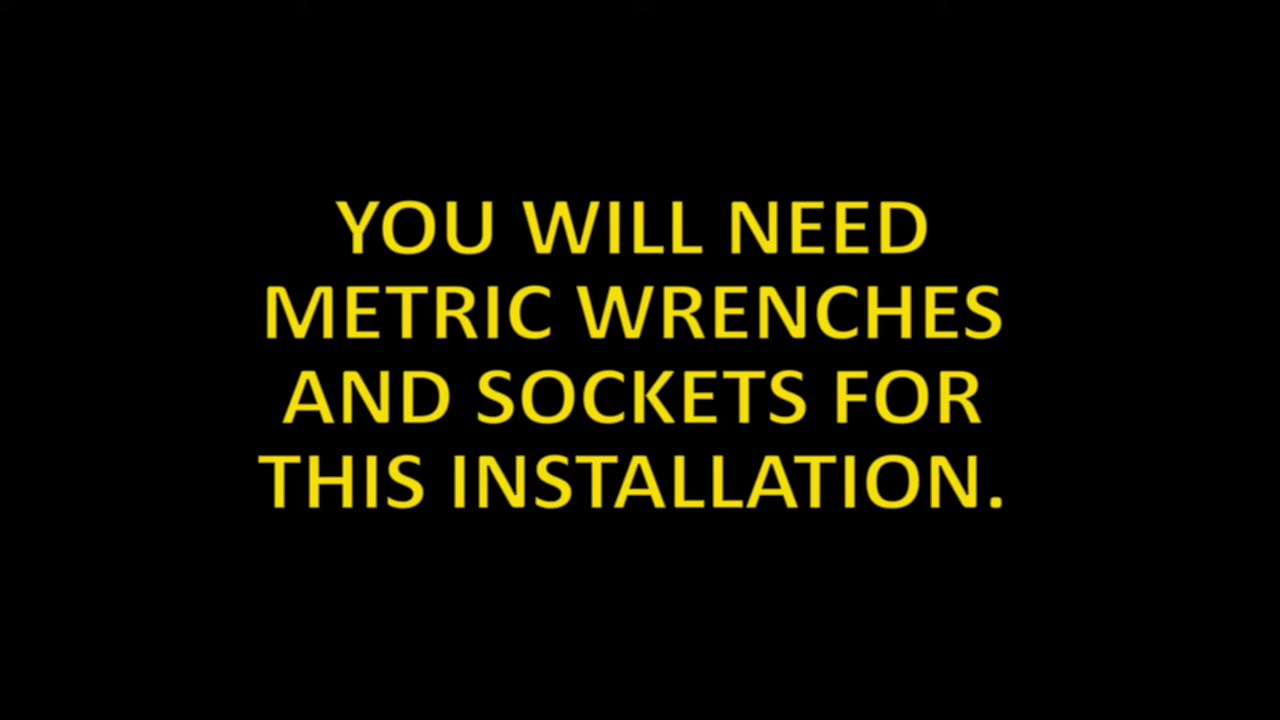 YOU WILL NEED
METRIC WRENCHES
AND SOCKETS FOR
THIS INSTALLATION.